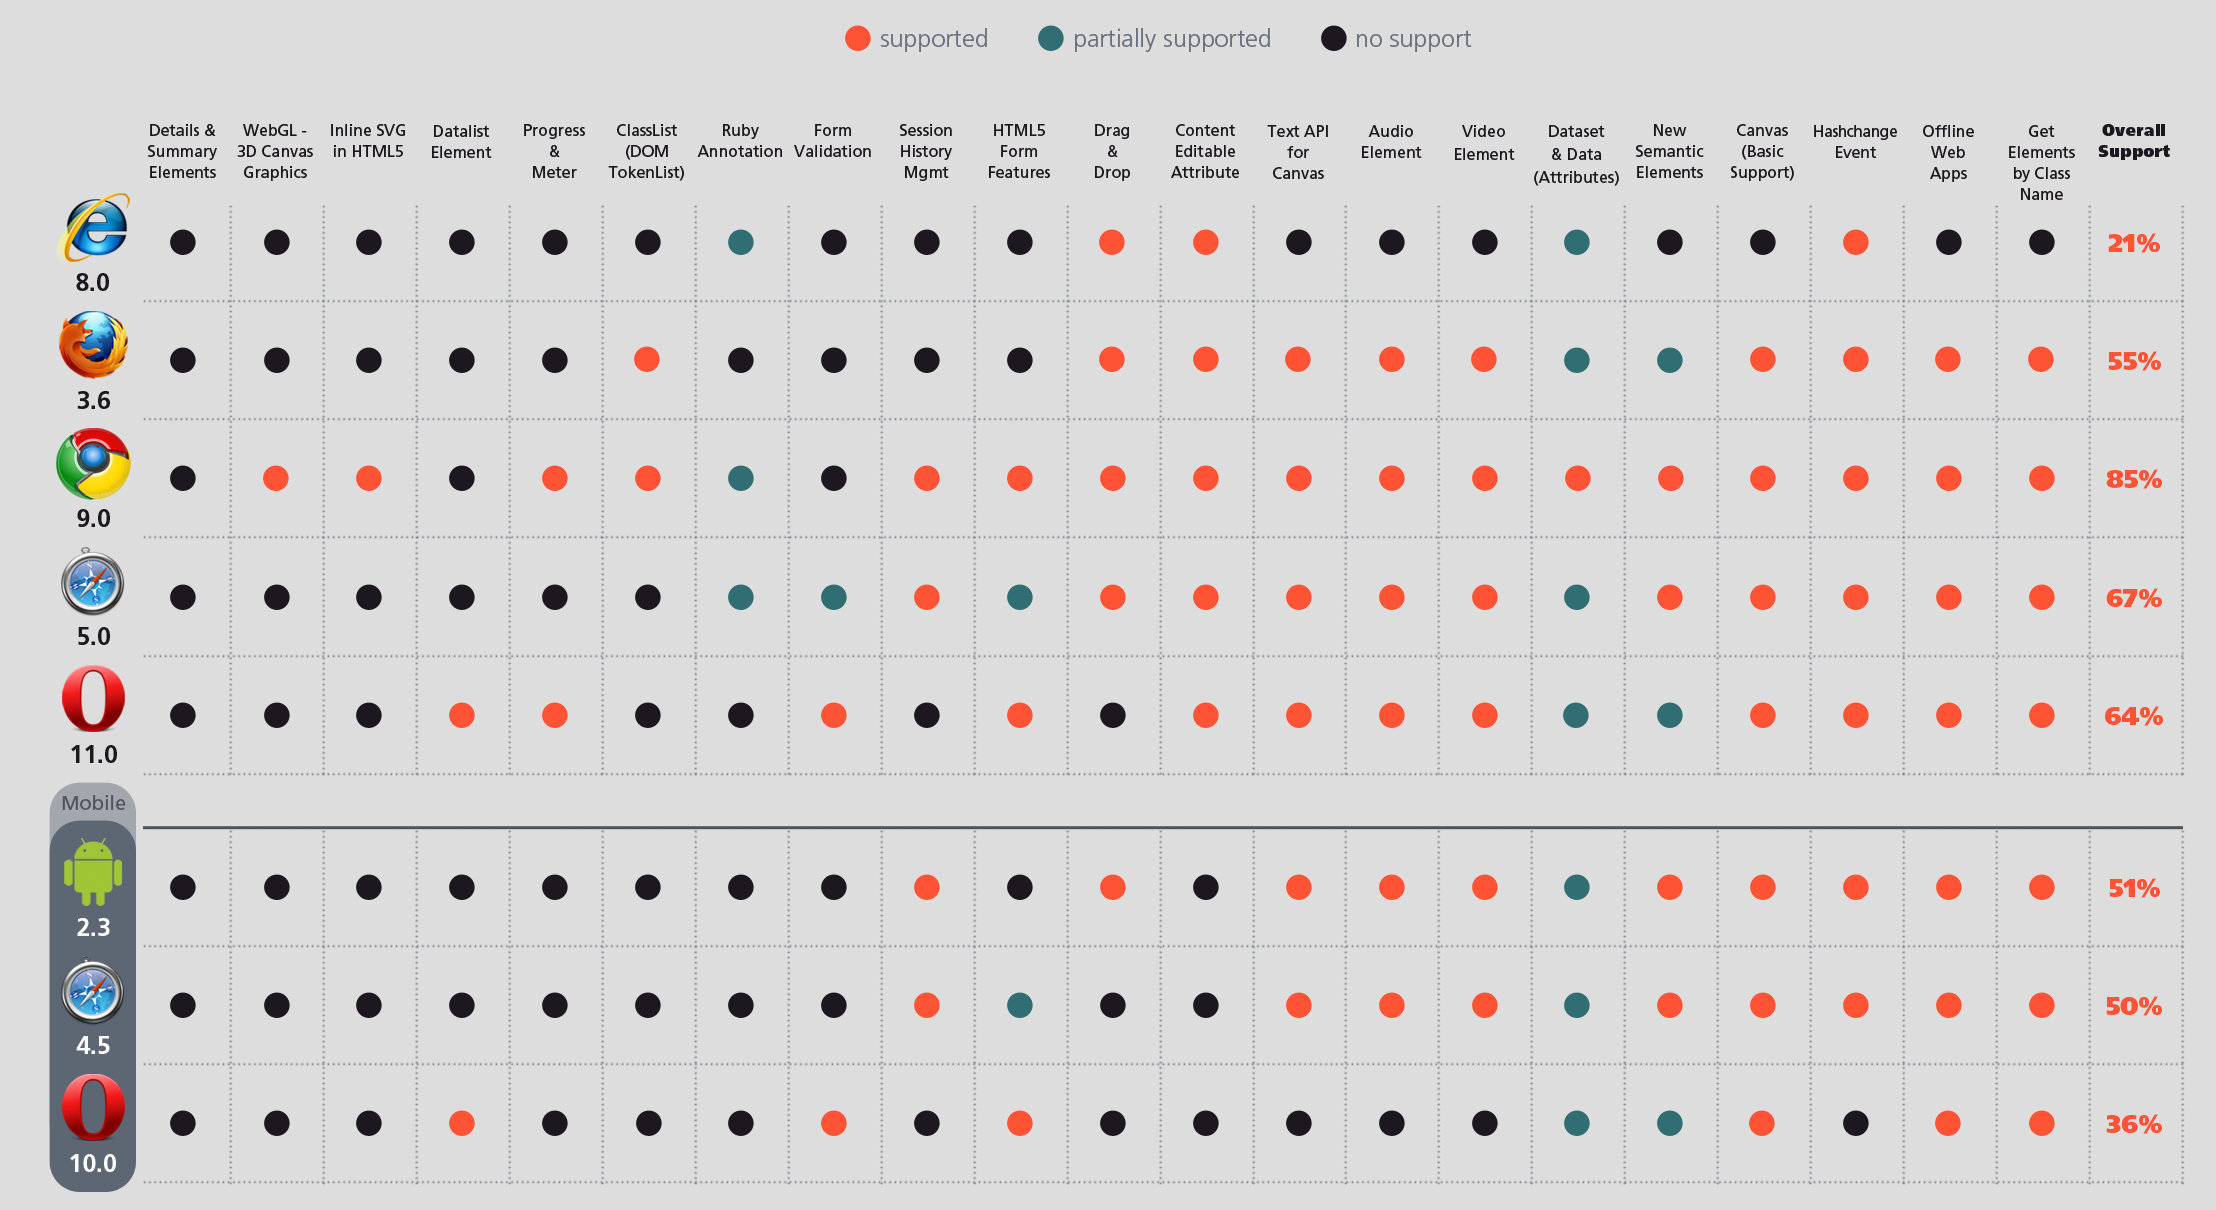 supported
partially supported
no support
Details &
Summary
Elements
WebGL -
3D Canvas
Graphics
Inline SVG
in HTML5
Datalist
Element
Progress
&
Meter
ClassList
(DOM
TokenList)
Ruby
Annotation
Form
Validation
Session
History
Mgmt
HTML5
Form
Features
Drag
&
Drop
Content
Editable
Attribute
Text API
for
Canvas
Audio
Element
Video
Element
Dataset
& Data
(Attributes)
New
Semantic
Elements
Canvas
(Basic
Support)
Hashchange
Event
Offline
Web
Apps
Get
Elements
by Class
Name
Overall
Support
8.0
21%
3.6
55%
9.0
85%
5.0
67%
11.0
64%
Mobile
2.3
51%
4.5
50%
10.0
36%